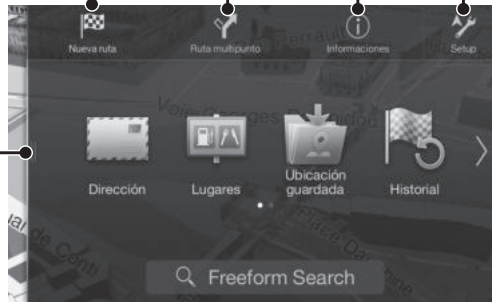 Nueva ruta
Ruta multipunto
Informaciones
Setup
Dirección
Lugares
Ubicación
guardada
Historial
Freeform Search